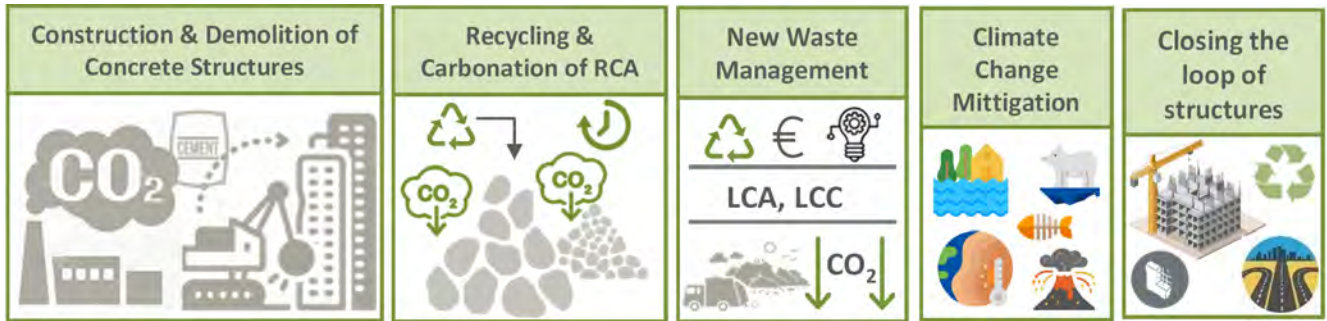 Construction & Demolition of
Concrete Structures
CO2
CEMENT
Recycling &
Carbonation of RCA
CO2
CO2
New Waste
Management
€
LCA, LCC
CO2
Climate
Change
Mittigation
Closing the
loop of
structures